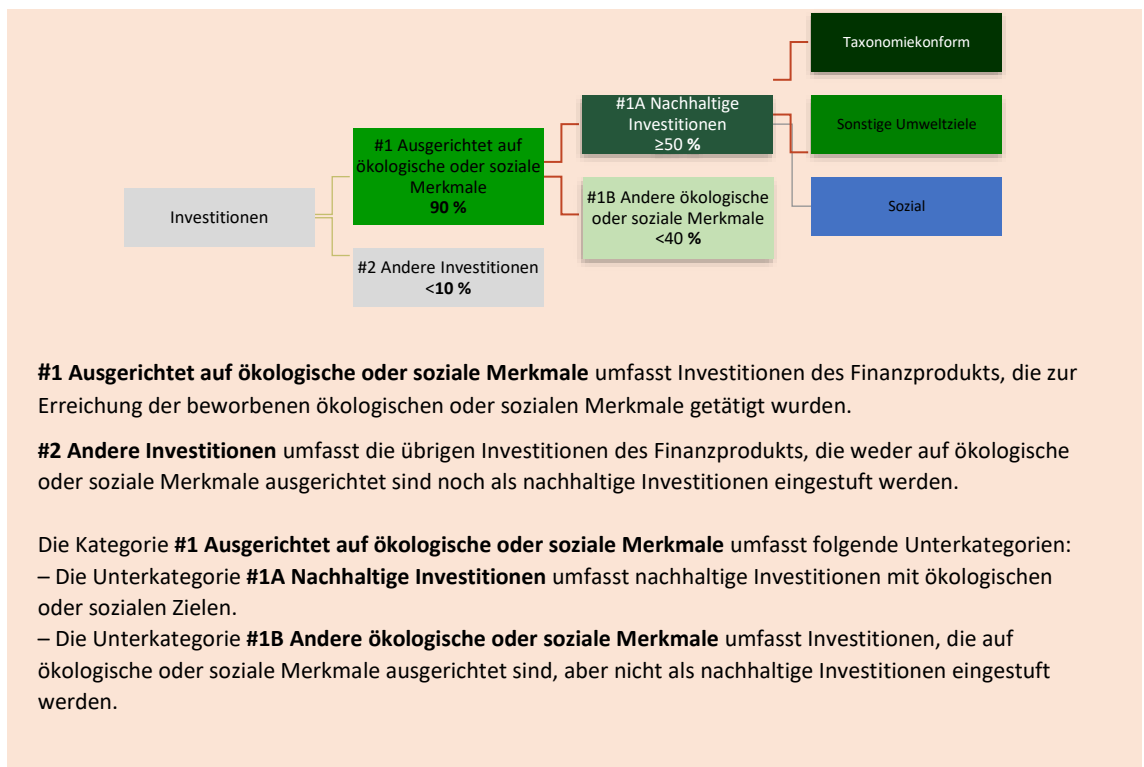 Taxonomiekonform
#1A Nachhaltige
Investitionen
≥50 %
Sonstige Umweltziele
#1 Ausgerichtet auf
ökologische oder soziale
Merkmale
90 %
Investitionen
#1B Andere ökologische
oder soziale Merkmale
<40 %
Sozial
#2 Andere Investitionen
<10 %
#1 Ausgerichtet auf ökologische oder soziale Merkmale umfasst Investitionen des Finanzprodukts, die zur
Erreichung der beworbenen ökologischen oder sozialen Merkmale getätigt wurden.
#2 Andere Investitionen umfasst die übrigen Investitionen des Finanzprodukts, die weder auf ökologische
oder soziale Merkmale ausgerichtet sind noch als nachhaltige Investitionen eingestuft werden.
Die Kategorie #1 Ausgerichtet auf ökologische oder soziale Merkmale umfasst folgende Unterkategorien:
– Die Unterkategorie #1A Nachhaltige Investitionen umfasst nachhaltige Investitionen mit ökologischen
oder sozialen Zielen.
– Die Unterkategorie #1B Andere ökologische oder soziale Merkmale umfasst Investitionen, die auf
ökologische oder soziale Merkmale ausgerichtet sind, aber nicht als nachhaltige Investitionen eingestuft
werden.